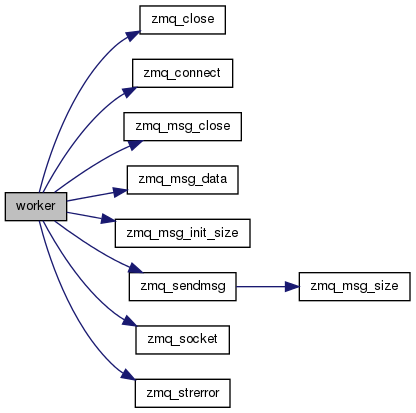 zmq_close
zmq_connect
zmq_msg_close
zmq_msg_data
worker
zmq_msg_init_size
zmq_sendmsg
zmq_msg_size
zmq_socket
zmq_strerror